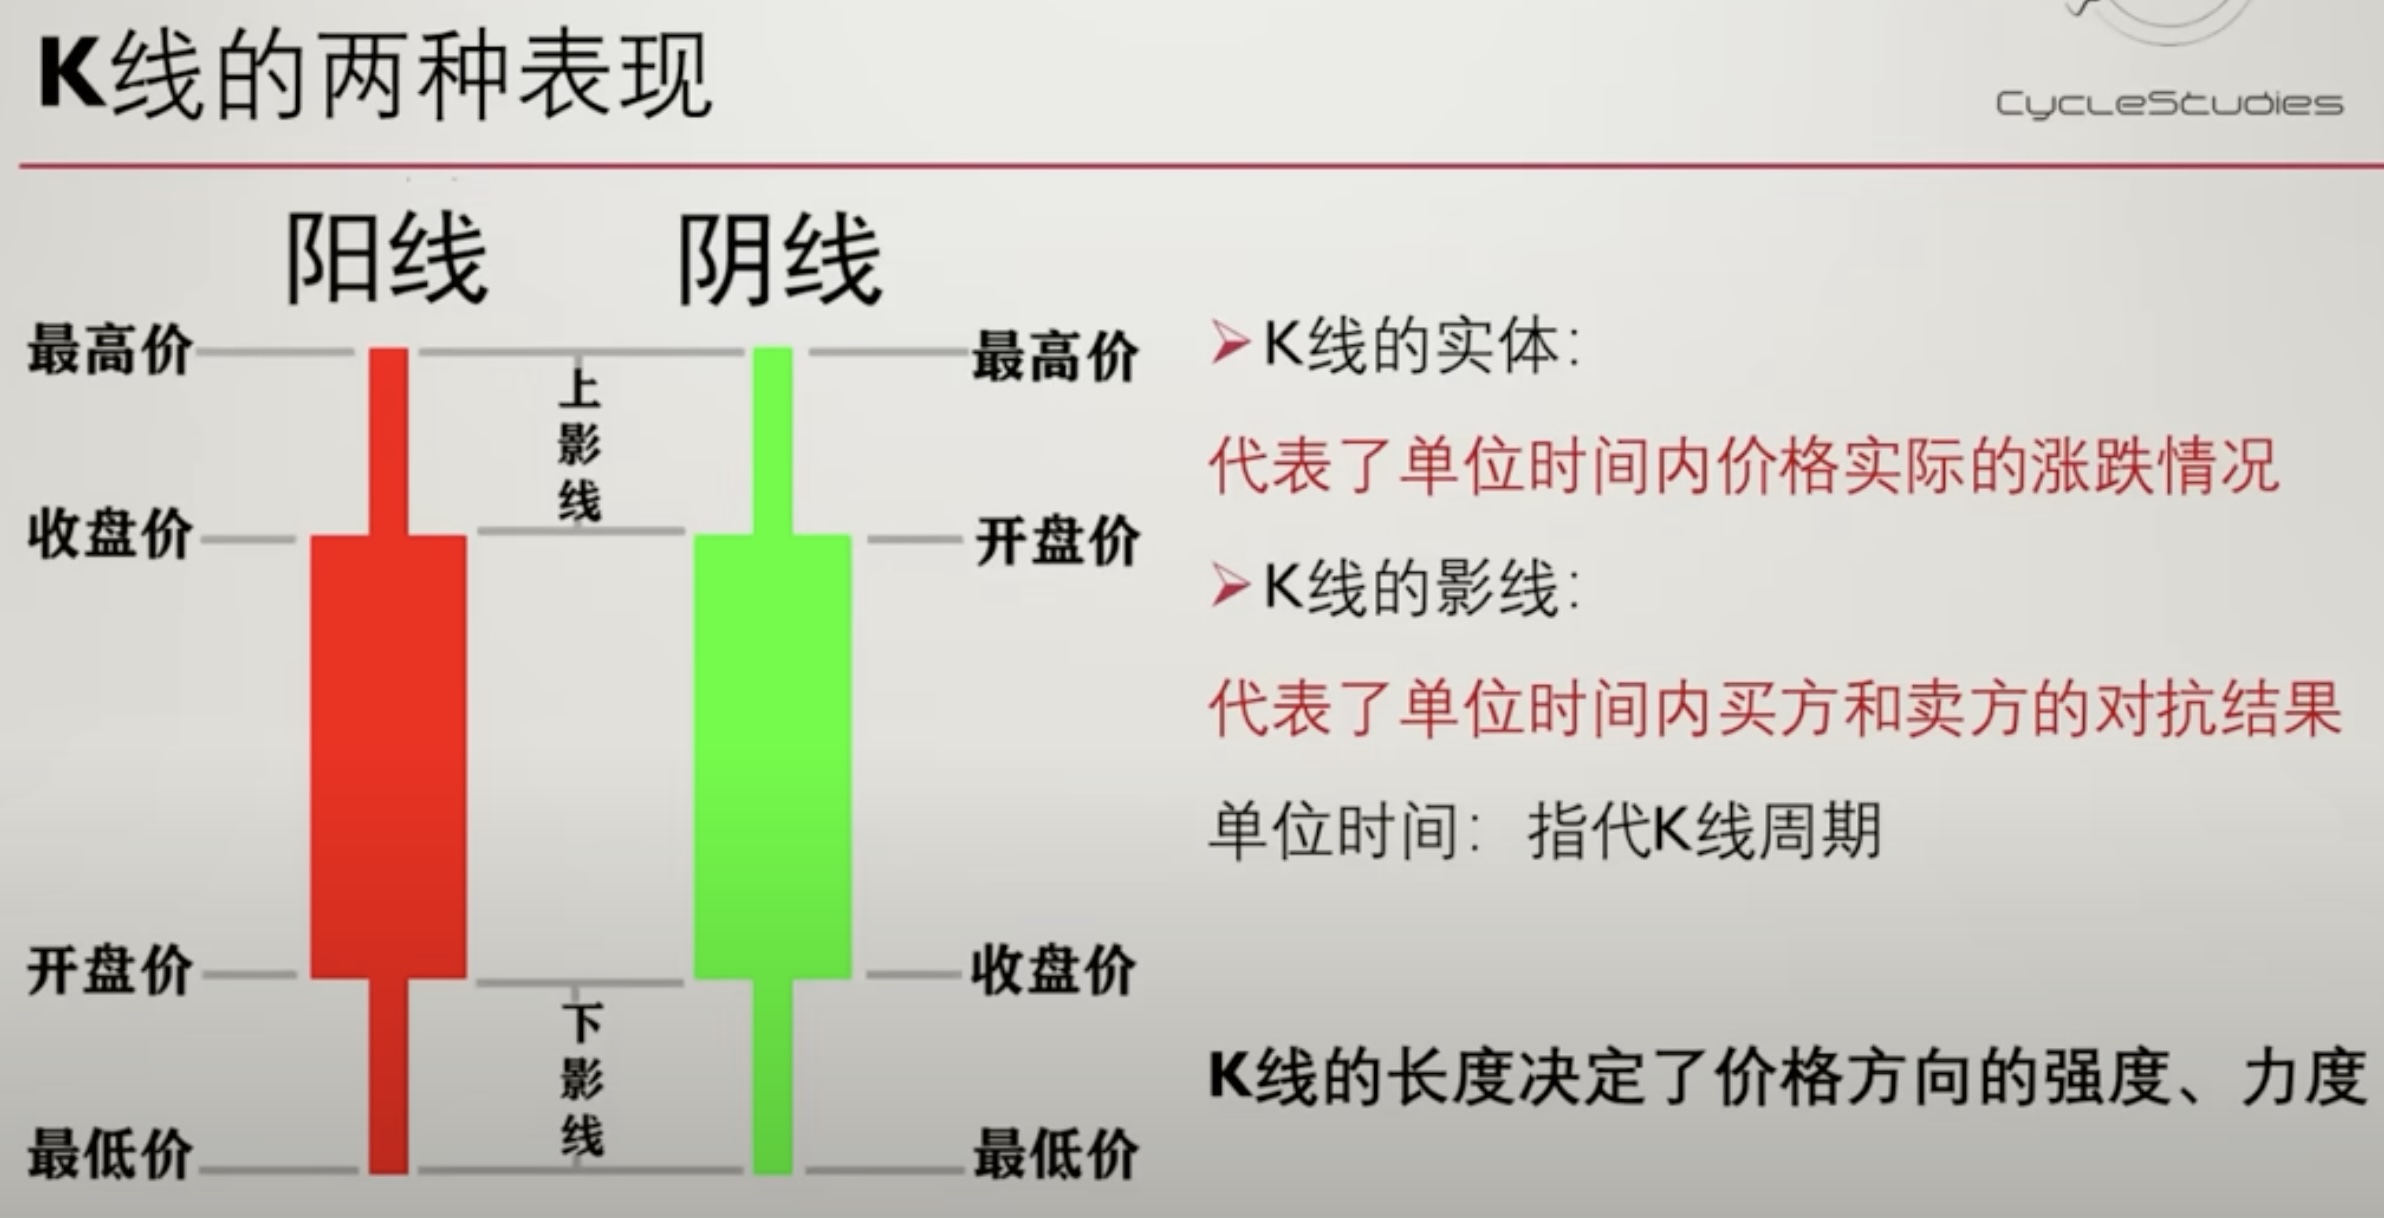 K线的两种表现
CycleStudies
阳线
阴线
最高价
最高价
上影线
收盘价
开盘价
开盘价
收盘价
下影线
最低价
最低价
K线的实体：
代表了单位时间内价格实际的涨跌情况
K线的影线：
代表了单位时间内买方和卖方的对抗结果
单位时间：指代K线周期
K线的长度决定了价格方向的强度、力度